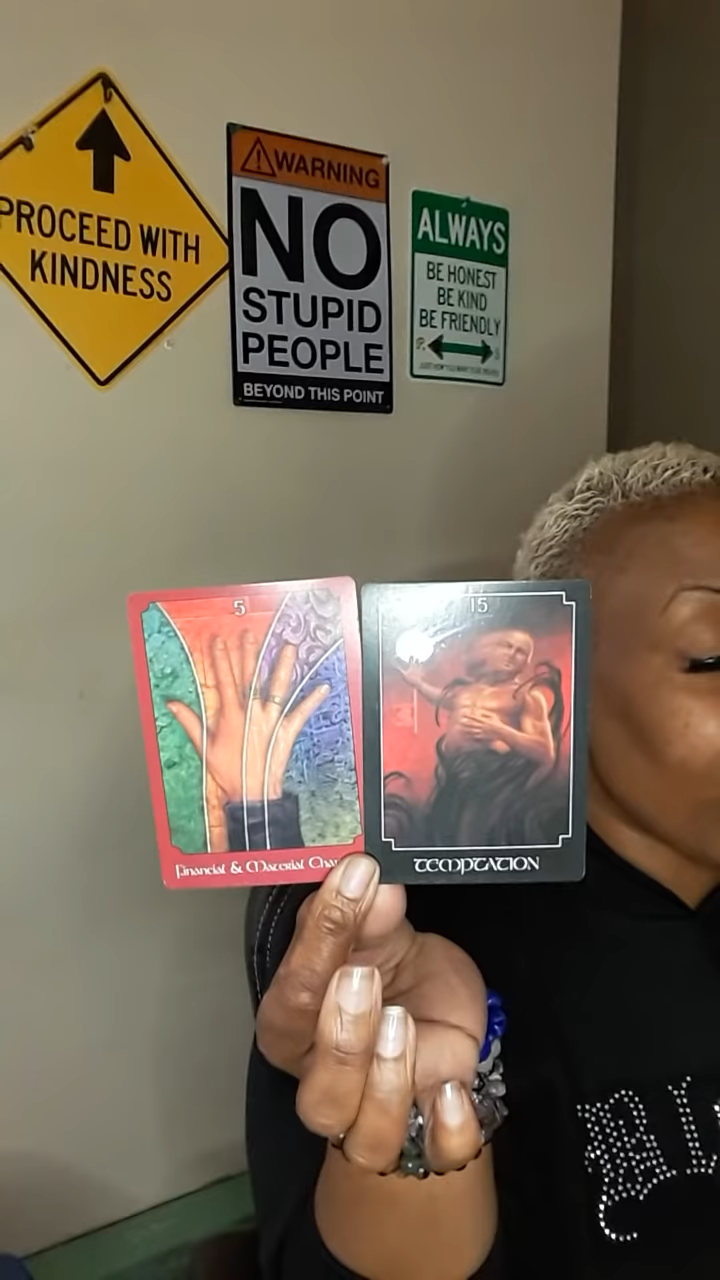 PROCEED WITH
KINDNESS
WARNING
NO
STUPID
PEOPLE
BEYOND THIS POINT
ALWAYS
BE HONEST
BE KIND
BE FRIENDLY
5
Financial & Material
15
TEMPTATION